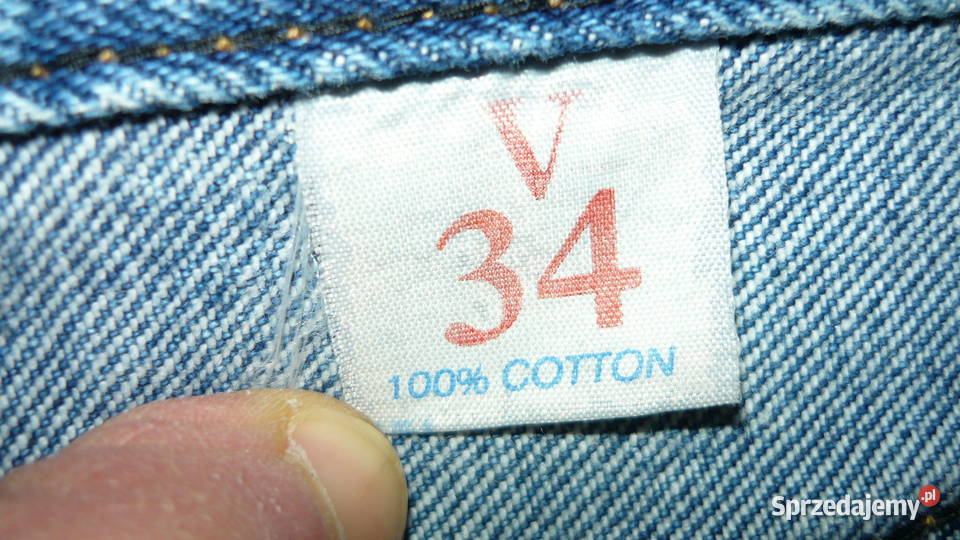 V
34
100% COTTON
Sprzedajemy.pl